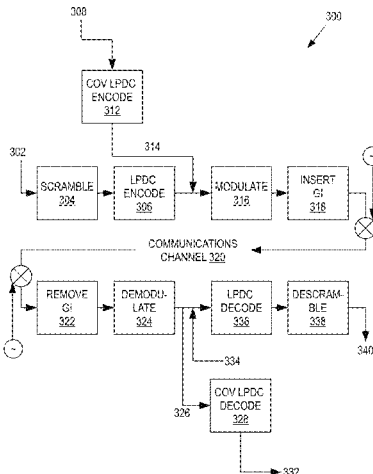 308
300
COV LPDC
ENCODE
312
314
302
SCRAMBLE
304
LPDC
ENCODE
306
MODULATE
316
INSERT
GI
318
COMMUNICATIONS
CHANNEL 320
REMOVE
GI
322
DEMODU-
LATE
324
LPDC
DECODE
336
DESCRAM-
BLE
338
334
340
326
COV LPDC
DECODE
328
332